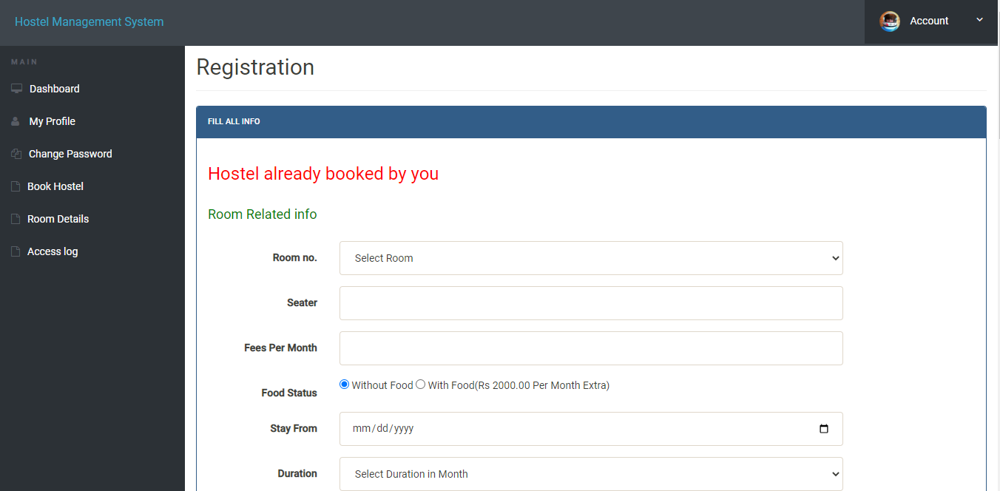 Hostel Management System
Account
MAIN
Dashboard
My Profile
Change Password
Book Hostel
Room Details
Access log
Registration
FILL ALL INFO
Hostel already booked by you
Room Related info
Room no.
Select Room
Seater
Fees Per Month
Food Status
Without Food With Food(Rs 2000.00 Per Month Extra)
Stay From
mm/dd/yyyy
Duration
Select Duration in Month